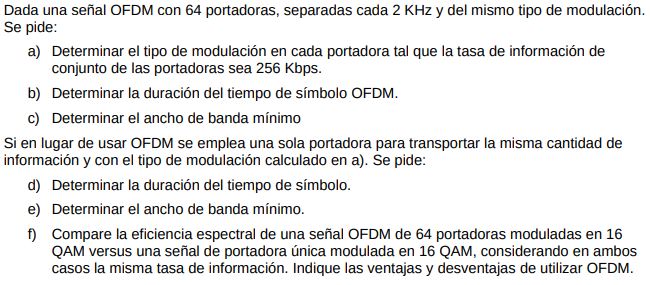 Dada una señal OFDM con 64 portadoras, separadas cada 2 KHz y del mismo tipo de modulación.
Se pide:
a) Determinar el tipo de modulación en cada portadora tal que la tasa de información de
conjunto de las portadoras sea 256 Kbps.
b) Determinar la duración del tiempo de símbolo OFDM.
c) Determinar el ancho de banda mínimo
Si en lugar de usar OFDM se emplea una sola portadora para transportar la misma cantidad de
información y con el tipo de modulación calculado en a). Se pide:
d) Determinar la duración del tiempo de símbolo.
e) Determinar el ancho de banda mínimo.
f) Compare la eficiencia espectral de una señal OFDM de 64 portadoras moduladas en 16
QAM versus una señal de portadora única modulada en 16 QAM, considerando en ambos
casos la misma tasa de información. Indique las ventajas y desventajas de utilizar OFDM.